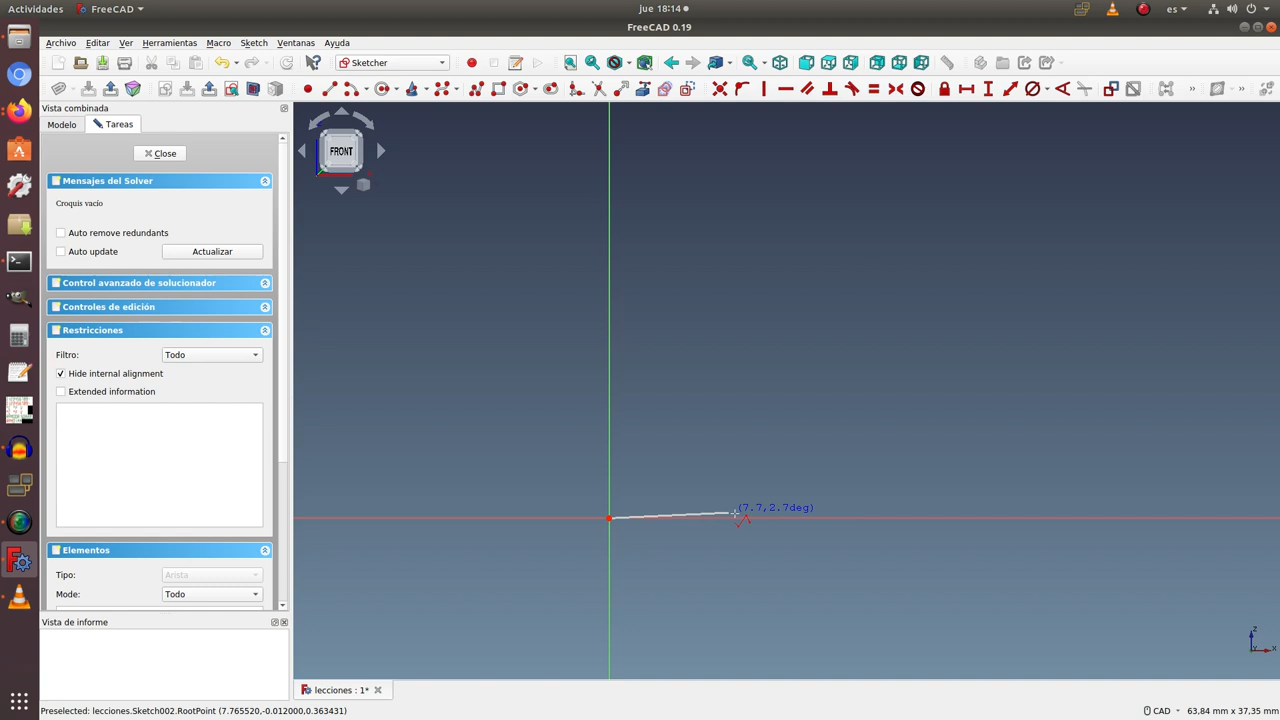 Actividades FreeCAD jue 18:14 es
FreeCAD 0.19
Archivo Editar Ver Herramientas Macro Sketch Ventanas Ayuda
Sketcher
Vista combinada
Modelo Tareas
Close
Mensajes del Solver
Croquis vacío
Auto remove redundants
Auto update Actualizar
Control avanzado de solucionador
Controles de edición
Restricciones
Filtro: Todo
Hide internal alignment
Extended information
Elementos
Tipo: Arista
Mode: Todo
Vista de informe
FRONT
(7.7,2.7deg)
z
x
lecciones : 1*
Preselected: lecciones.Sketch002.RootPoint (7.765520,-0.012000,0.363431) CAD 63,84 mm x 37,35 mm